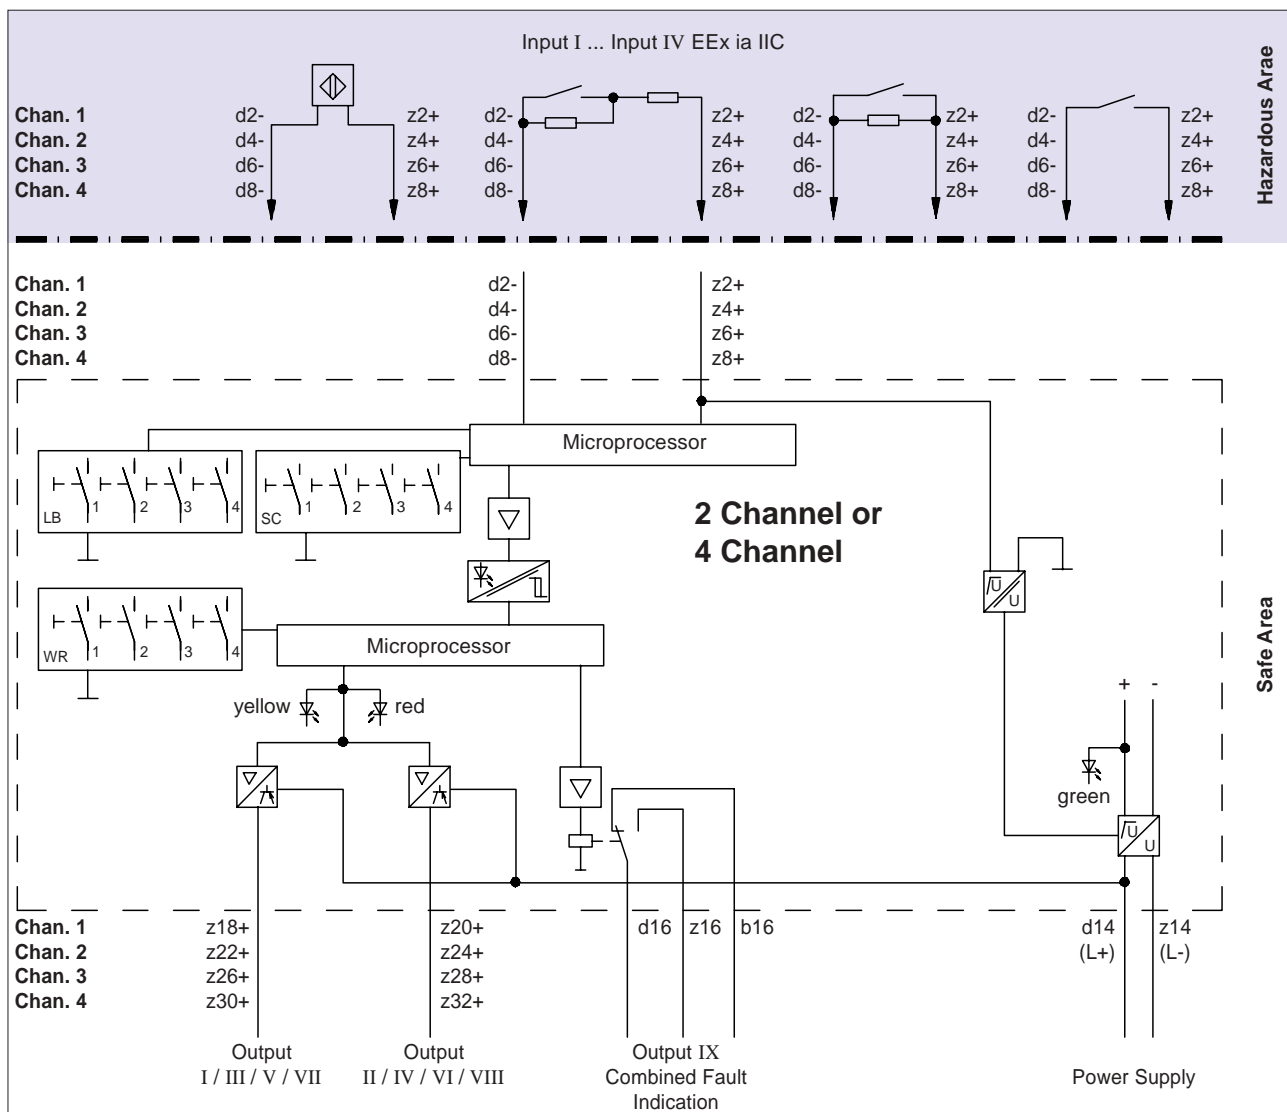 Input I ... Input IV EEx ia IIC
Hazardous Arae
Chan. 1 d2- z2+ d2- z2+ d2- z2+ d2- z2+
Chan. 2 d4- z4+ d4- z4+ d4- z4+ d4- z4+
Chan. 3 d6- z6+ d6- z6+ d6- z6+ d6- z6+
Chan. 4 d8- z8+ d8- z8+ d8- z8+ d8- z8+
Chan. 1 d2- z2+
Chan. 2 d4- z4+
Chan. 3 d6- z6+
Chan. 4 d8- z8+
Microprocessor
LB 1 2 3 4
SC 1 2 3 4
2 Channel or
4 Channel
U
U
Safe Area
WR 1 2 3 4
Microprocessor
yellow red
+ -
green
U
U
Chan. 1 z18+ z20+ d16 z16 b16 d14 z14
Chan. 2 z22+ z24+ (L+) (L-)
Chan. 3 z26+ z28+
Chan. 4 z30+ z32+
Output Output Output IX
I / III / V / VII II / IV / VI / VIII Combined Fault Power Supply
Indication